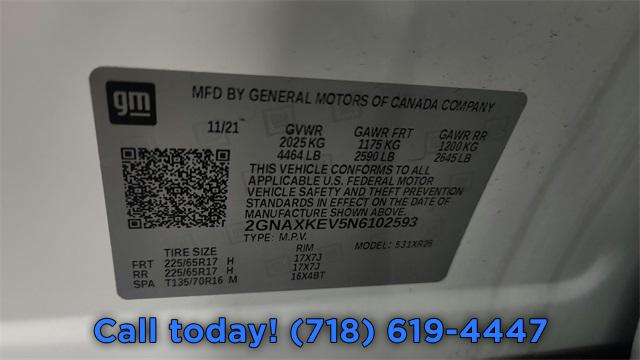 gm
MFD BY GENERAL MOTORS OF CANADA COMPANY
11/21 GVWR GAWR FRT GAWR RR
2025 KG 1175 KG 1200 KG
4464 LB 2590 LB 2645 LB
THIS VEHICLE CONFORMS TO ALL
APPLICABLE U.S. FEDERAL MOTOR
VEHICLE SAFETY AND THEFT PREVENTION
STANDARDS IN EFFECT ON THE DATE OF
MANUFACTURE SHOWN ABOVE.
2GNAXKEV5N6102593
TYPE: M.P.V. MODEL: 531XR26
TIRE SIZE RIM
FRT 225/65R17 H 17X7J
RR 225/65R17 H 17X7J
SPA T135/70R16 M 16X4BT
Call today! (718) 619-4447